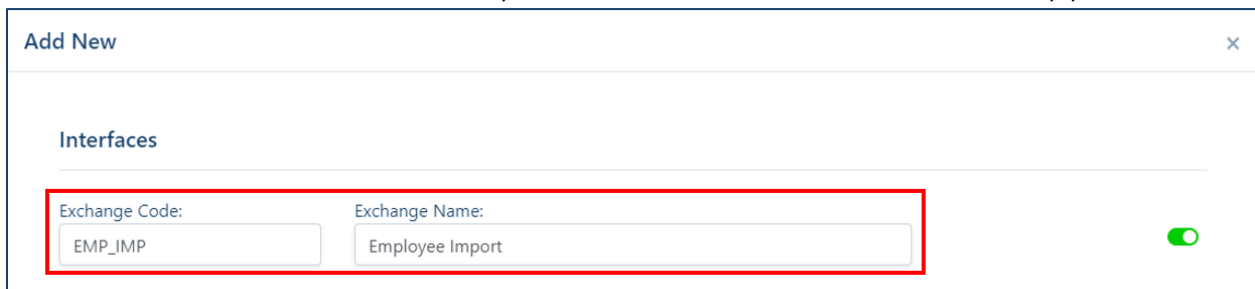 Add New ×
Interfaces
Exchange Code: Exchange Name:
EMP_IMP Employee Import